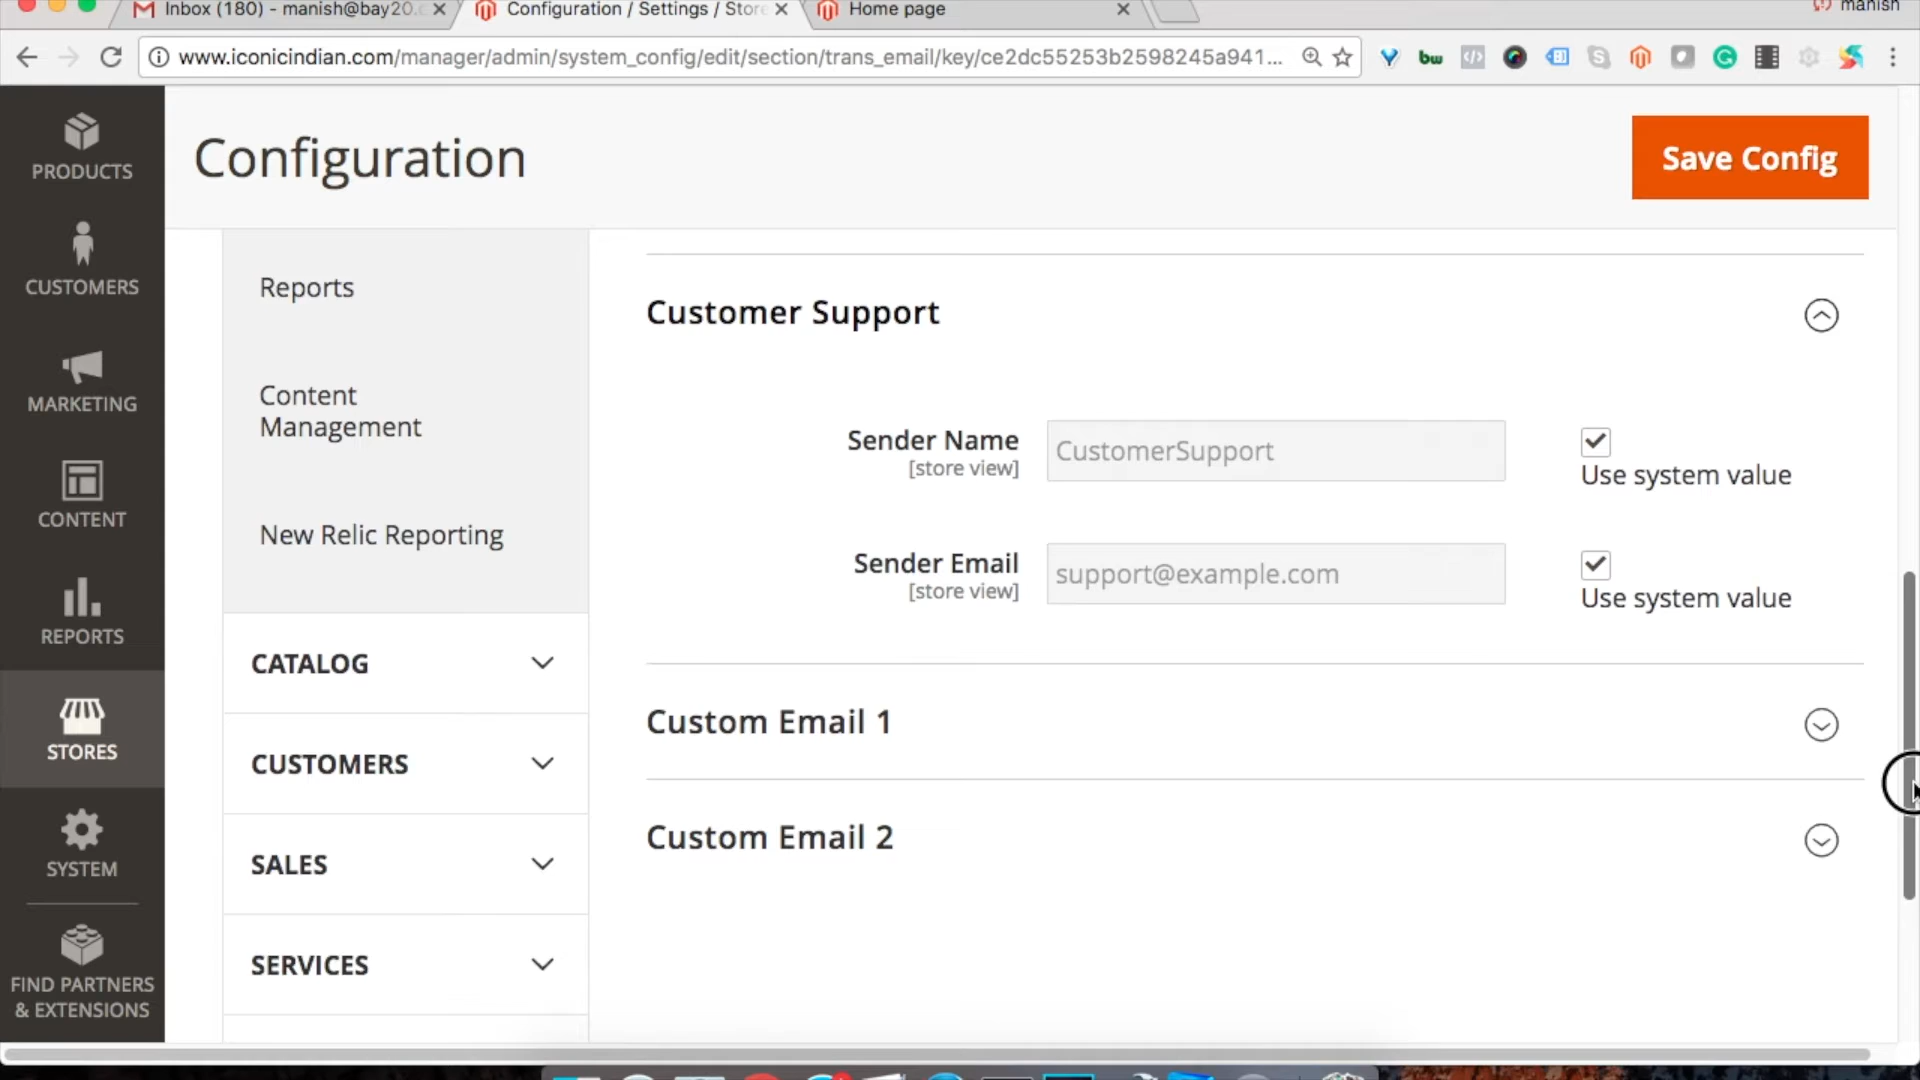 Inbox (180) - manish@bay20.c
Configuration / Settings / Store
Home page
manish
www.iconicindian.com/manager/admin/system_config/edit/section/trans_email/key/ce2dc55253b2598245a941...
bw
PRODUCTS
CUSTOMERS
MARKETING
CONTENT
REPORTS
STORES
SYSTEM
FIND PARTNERS
& EXTENSIONS
Configuration
Save Config
Reports
Content
Management
New Relic Reporting
CATALOG
CUSTOMERS
SALES
SERVICES
Customer Support
Sender Name
[store view]
CustomerSupport
Use system value
Sender Email
[store view]
support@example.com
Use system value
Custom Email 1
Custom Email 2